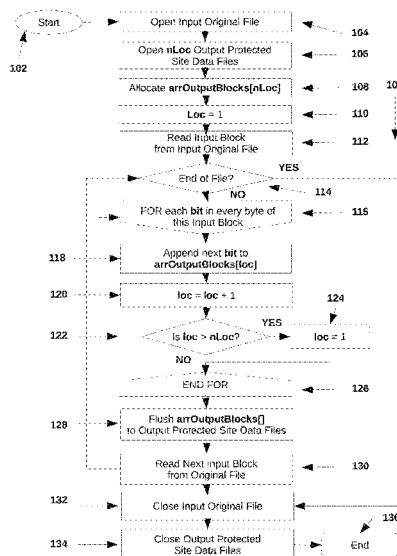 Start
Open Input Original File
104
102
Open nLoc Output Protected
Site Data Files
106
Allocate arrOutputBlocks[nLoc]
108
10
Loc = 1
110
Read Input Block
from Input Original File
112
End of File?
YES
114
NO
FOR each bit in every byte of
this Input Block
116
118
Append next bit to
arrOutputBlocks[loc]
120
loc = loc + 1
124
122
Is loc > nLoc?
YES
loc = 1
NO
END FOR
126
128
Flush arrOutputBlocks[]
to Output Protected Site Data Files
Read Next Input Block
from Original File
130
132
Close Input Original File
136
134
Close Output Protected
Site Data Files
End